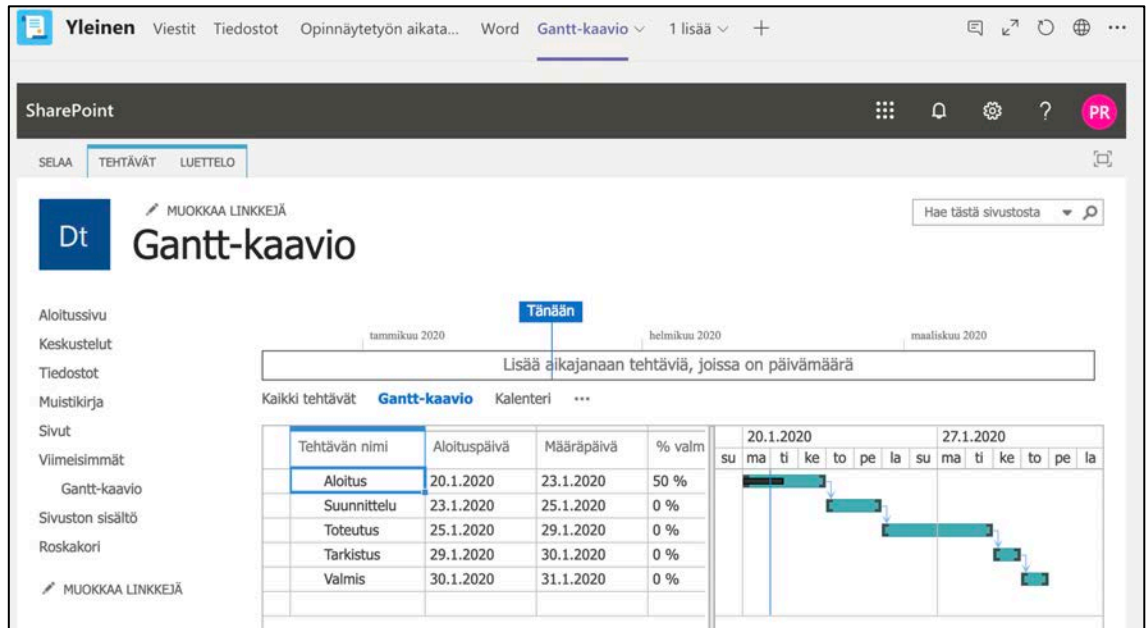 Yleinen Viestit Tiedostot Opinnäytetyön aikata... Word Gantt-kaavio 1 lisää
SharePoint ? PR
SELAA TEHTÄVÄT LUETTELO
MUOKKAA LINKKEJÄ
Hae tästä sivustosta
Dt
Gantt-kaavio
Aloitussivu
Keskustelut
Tiedostot
Muistikirja
Sivut
Viimeisimmät
Gantt-kaavio
Sivuston sisältö
Roskakori
MUOKKAA LINKKEJÄ
Tänään
tammikuu 2020 helmikuu 2020 maaliskuu 2020
Lisää aikajanaan tehtäviä, joissa on päivämäärä
Kaikki tehtävät Gantt-kaavio Kalenteri ...
Tehtävän nimi Aloituspäivä Määräpäivä % valm
20.1.2020 27.1.2020
su ma ti ke to pe la su ma ti ke to pe la
Aloitus 20.1.2020 23.1.2020 50 %
Suunnittelu 23.1.2020 25.1.2020 0 %
Toteutus 25.1.2020 29.1.2020 0 %
Tarkistus 29.1.2020 30.1.2020 0 %
Valmis 30.1.2020 31.1.2020 0 %